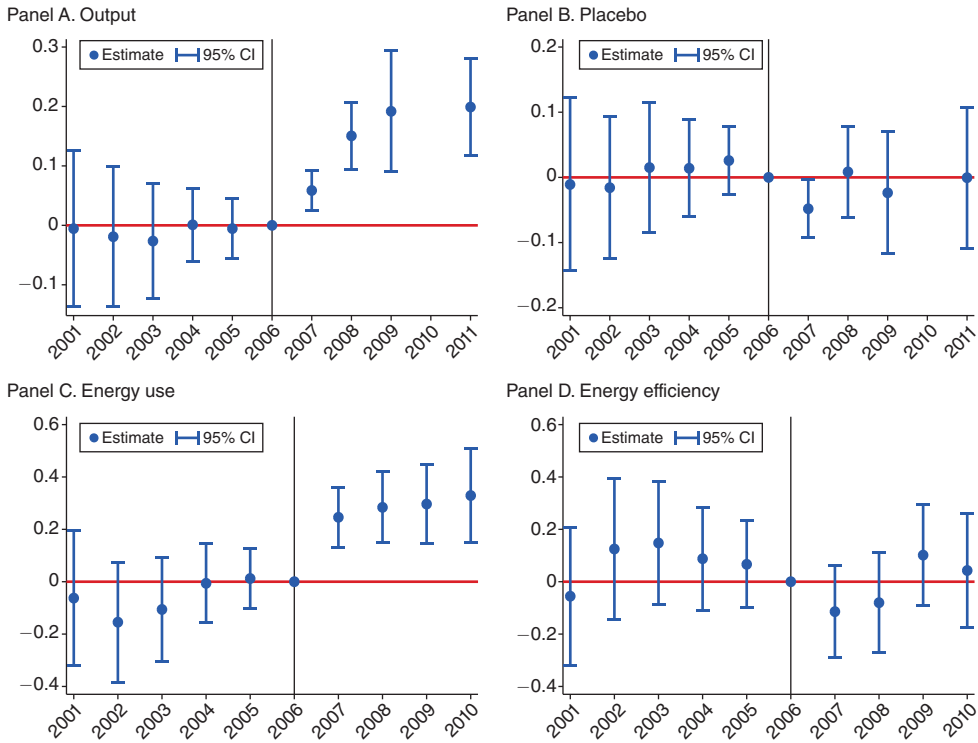 Panel A. Output
Estimate 95% CI
0.3
0.2
0.1
0
−0.1
2001 2002 2003 2004 2005 2006 2007 2008 2009 2010 2011
Panel B. Placebo
Estimate 95% CI
0.2
0.1
0
−0.1
−0.2
2001 2002 2003 2004 2005 2006 2007 2008 2009 2010 2011
Panel C. Energy use
Estimate 95% CI
0.6
0.4
0.2
0
−0.2
−0.4
2001 2002 2003 2004 2005 2006 2007 2008 2009 2010
Panel D. Energy efficiency
Estimate 95% CI
0.6
0.4
0.2
0
−0.2
−0.4
2001 2002 2003 2004 2005 2006 2007 2008 2009 2010